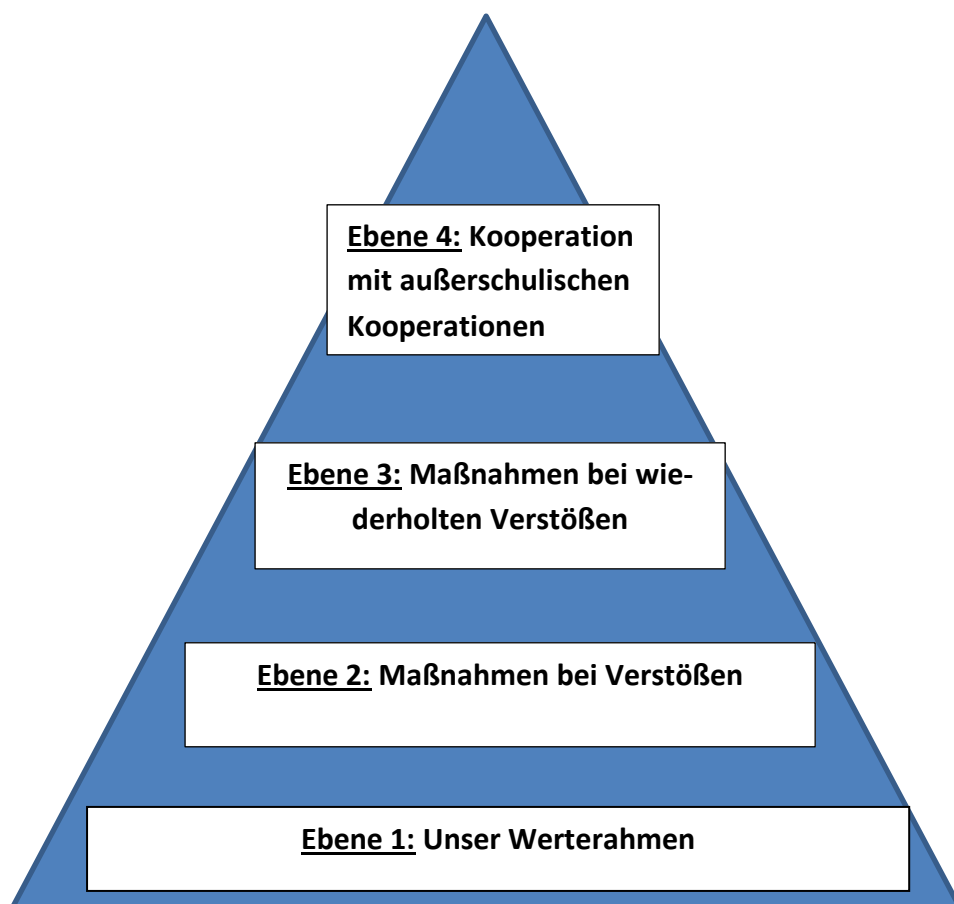 Ebene 4: Kooperation
mit außerschulischen
Kooperationen
Ebene 3: Maßnahmen bei wie-
derholten Verstößen
Ebene 2: Maßnahmen bei Verstößen
Ebene 1: Unser Werterahmen